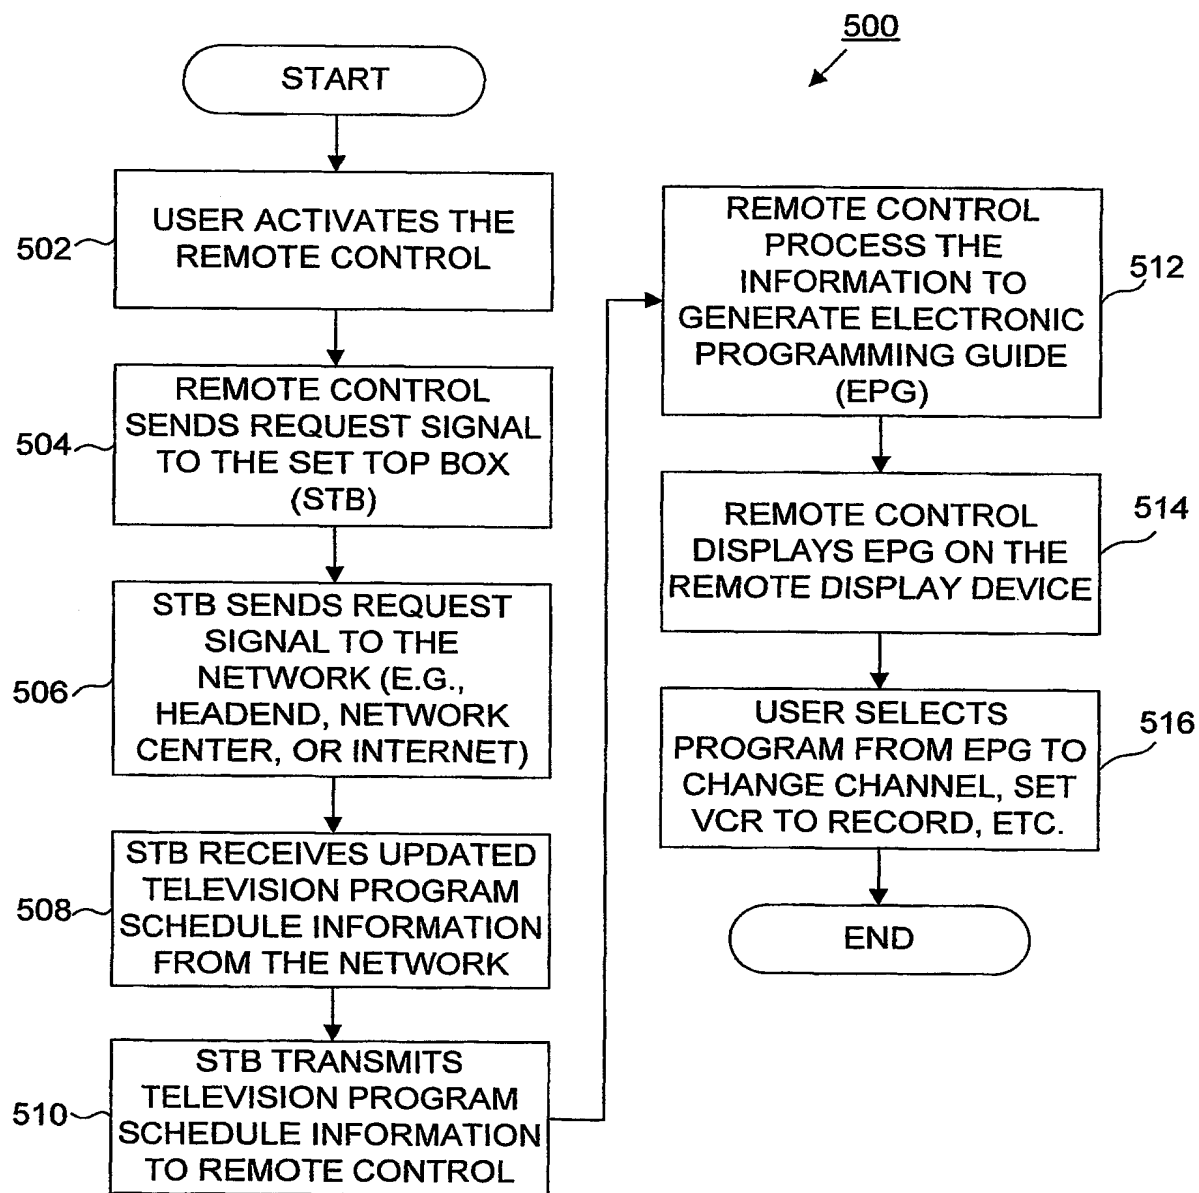 500
START
502
USER ACTIVATES THE
REMOTE CONTROL
504
REMOTE CONTROL
SENDS REQUEST SIGNAL
TO THE SET TOP BOX
(STB)
506
STB SENDS REQUEST
SIGNAL TO THE
NETWORK (E.G.,
HEADEND, NETWORK
CENTER, OR INTERNET)
508
STB RECEIVES UPDATED
TELEVISION PROGRAM
SCHEDULE INFORMATION
FROM THE NETWORK
510
STB TRANSMITS
TELEVISION PROGRAM
SCHEDULE INFORMATION
TO REMOTE CONTROL
512
REMOTE CONTROL
PROCESS THE
INFORMATION TO
GENERATE ELECTRONIC
PROGRAMMING GUIDE
(EPG)
514
REMOTE CONTROL
DISPLAYS EPG ON THE
REMOTE DISPLAY DEVICE
516
USER SELECTS
PROGRAM FROM EPG TO
CHANGE CHANNEL, SET
VCR TO RECORD, ETC.
END